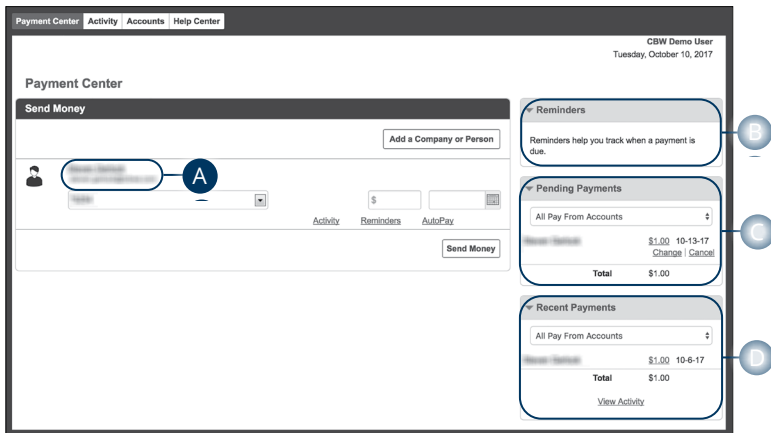 Payment Center Activity Accounts Help Center
CBW Demo User
Tuesday, October 10, 2017
Payment Center
Send Money
Add a Company or Person
A
$
Activity Reminders AutoPay
Send Money
Reminders
Reminders help you track when a payment is
due.
B
Pending Payments
All Pay From Accounts
$1.00 10-13-17
Change | Cancel
Total $1.00
C
Recent Payments
All Pay From Accounts
$1.00 10-6-17
Total $1.00
View Activity
D